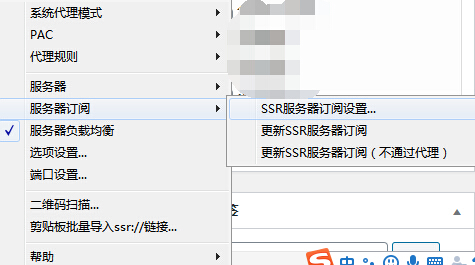 系统代理模式
PAC
代理规则
服务器
服务器订阅
服务器负载均衡
选项设置...
端口设置...
二维码扫描...
剪贴板批量导入ssr://链接...
帮助
SSR服务器订阅设置...
更新SSR服务器订阅
更新SSR服务器订阅（不通过代理）
中